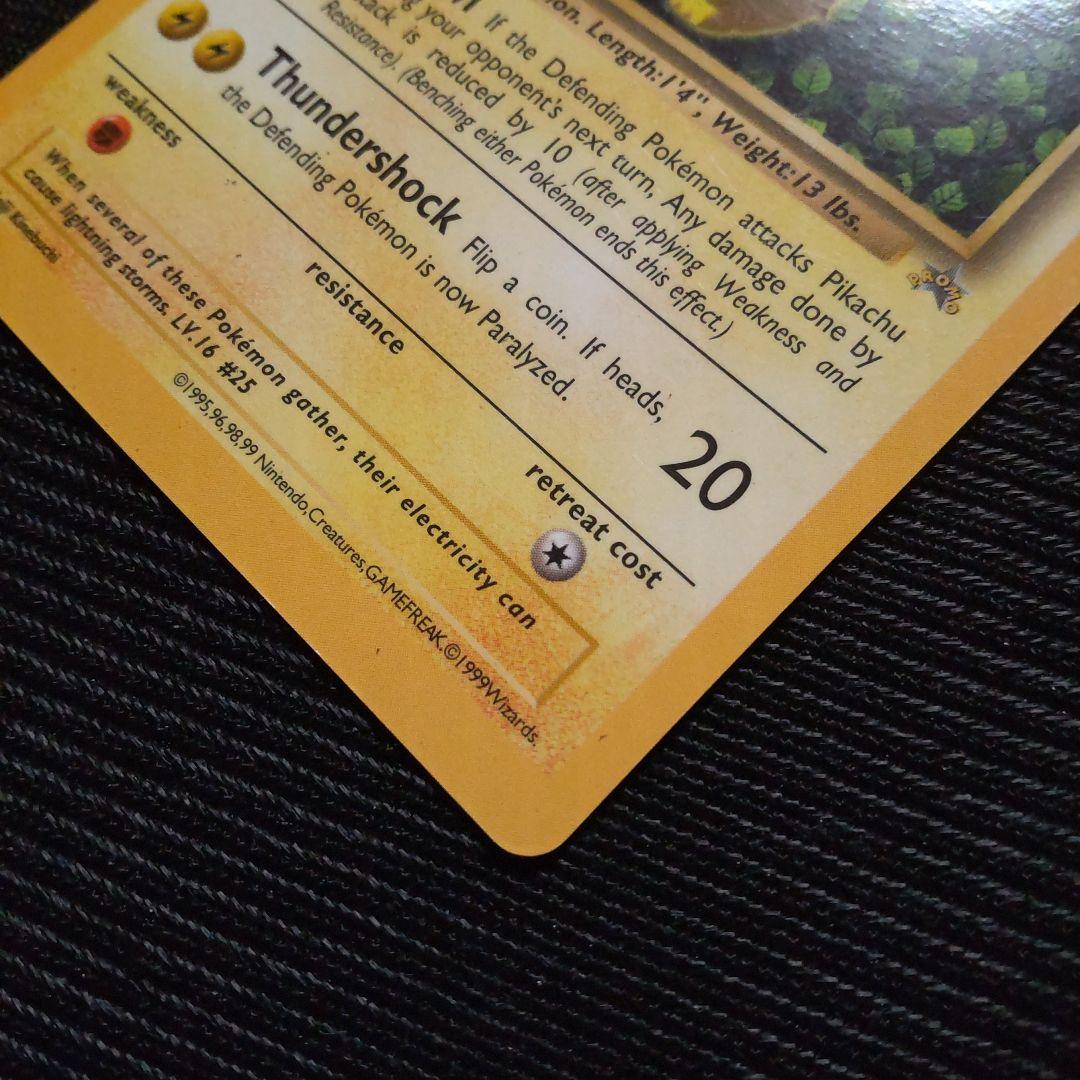 on. Length:1'4", Weight:13 lbs.
PROMO
If the Defending Pokémon attacks Pikachu
your opponent's next turn, Any damage done by
is reduced by 10 (after applying Weakness and
Resistance). (Benching either Pokémon ends this effect.)
Thundershock Flip a coin. If heads,
the Defending Pokémon is now Paralyzed.
20
weakness
resistance
retreat cost
When several of these Pokémon gather, their electricity can
cause lightning storms. LV.16 #25
©1995,96,98,99 Nintendo,Creatures,GAMEFREAK.©1999Wizards.